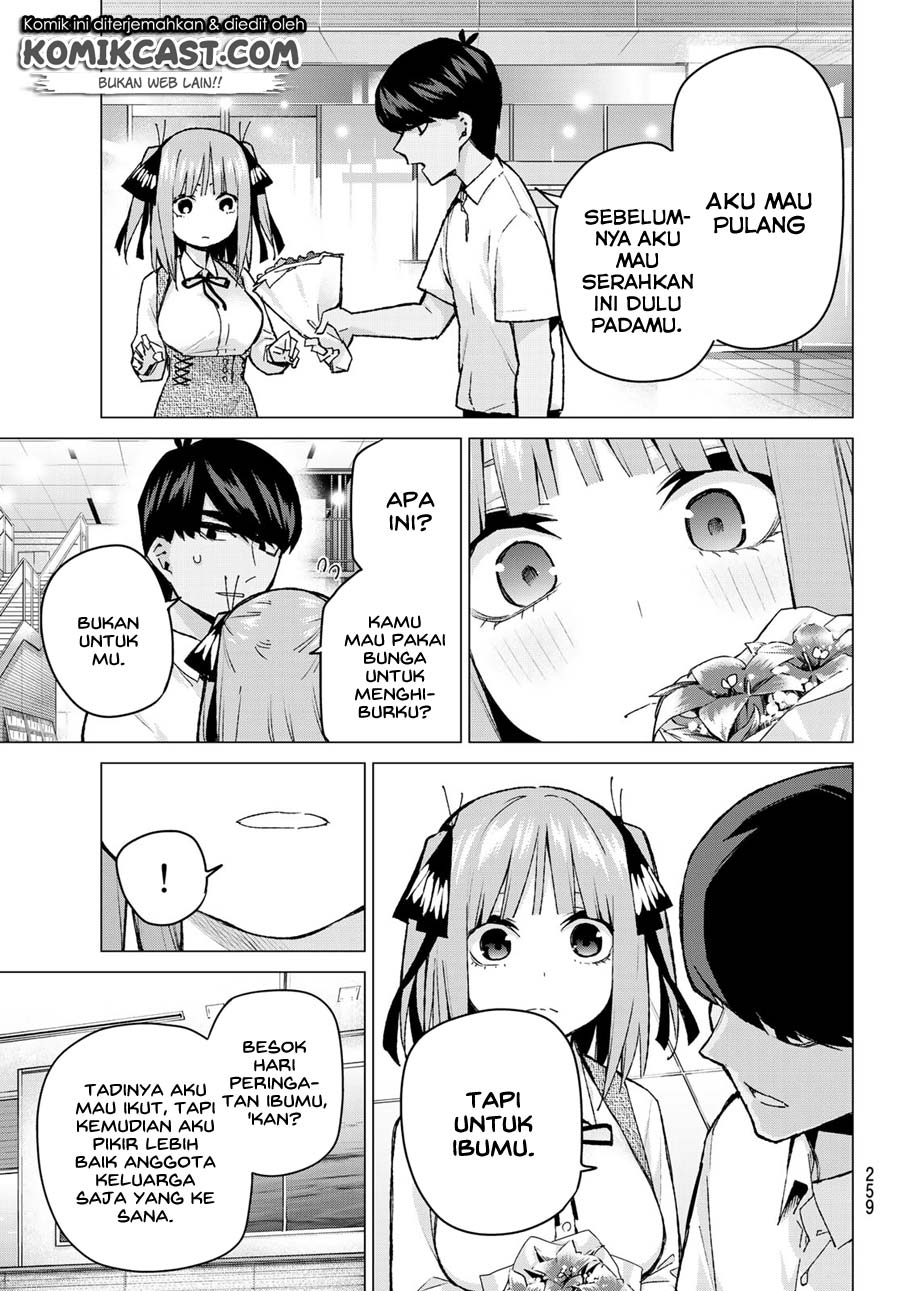 Komik ini diterjemahkan & diedit oleh
KOMIKCAST.COM
BUKAN WEB LAIN!!
AKU MAU
PULANG
SEBELUM-
NYA AKU
MAU
SERAHKAN
INI DULU
PADAMU.
APA
INI?
KAMU
MAU PAKAI
BUNGA
UNTUK
MENGHI-
BURKU?
BUKAN
UNTUK
MU.
TAPI
UNTUK
IBUMU.
!
BESOK
HARI
PERINGA-
TAN IBUMU,
'KAN?
TADINYA AKU
MAU IKUT, TAPI
KEMUDIAN AKU
PIKIR LEBIH
BAIK ANGGOTA
KELUARGA
SAJA YANG KE
SANA.
259